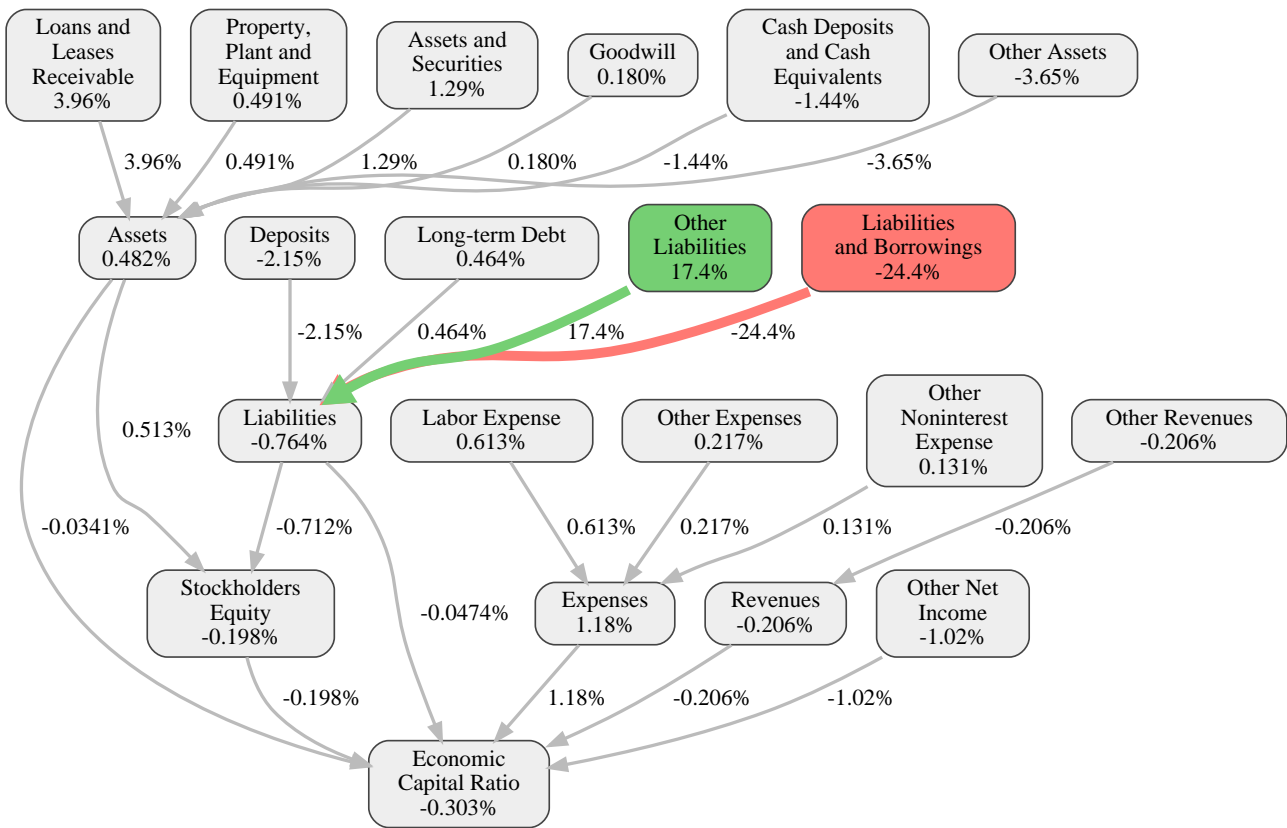 Loans and
Leases
Receivable
3.96%
Property,
Plant and
Equipment
0.491%
Assets and
Securities
1.29%
Goodwill
0.180%
Cash Deposits
and Cash
Equivalents
-1.44%
Other Assets
-3.65%
3.96%
0.491%
1.29%
0.180%
-1.44%
-3.65%
Assets
0.482%
Deposits
-2.15%
Long-term Debt
0.464%
Other
Liabilities
17.4%
Liabilities
and Borrowings
-24.4%
-2.15%
0.464%
17.4%
-24.4%
0.513%
Liabilities
-0.764%
Labor Expense
0.613%
Other Expenses
0.217%
Other
Noninterest
Expense
0.131%
Other Revenues
-0.206%
-0.0341%
-0.712%
0.613%
0.217%
0.131%
-0.206%
Stockholders
Equity
-0.198%
-0.0474%
Expenses
1.18%
Revenues
-0.206%
Other Net
Income
-1.02%
-0.198%
1.18%
-0.206%
-1.02%
Economic
Capital Ratio
-0.303%